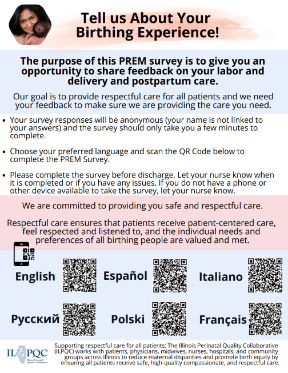 Tell us About Your
Birthing Experience!
The purpose of this PREM survey is to give you an
opportunity to share feedback on your labor and
delivery and postpartum care.
Our goal is to provide respectful care for all patients and we need
your feedback to make sure we are providing the care you need.
• Your survey responses will be anonymous (your name is not linked to
your answers) and the survey should only take you a few minutes to
complete.
• Choose your preferred language and scan the QR Code below to
complete the PREM Survey.
• Please complete the survey before discharge. Let your nurse know when
it is completed or if you have any issues. If you do not have a phone or
other device available to take the survey, let your nurse know.
We are committed to providing you safe and respectful care.
Respectful care ensures that patients receive patient-centered care,
feel respected and listened to, and the individual needs and
preferences of all birthing people are valued and met.
English Español Italiano
Русский Polski Français
ILPQC
Supporting respectful care for all patients: The Illinois Perinatal Quality Collaborative
(ILPQC) works with patients, physicians, midwives, nurses, hospitals, and community
groups across Illinois to reduce maternal disparities and promote birth equity by
ensuring all patients receive safe, high-quality, compassionate, and respectful care.